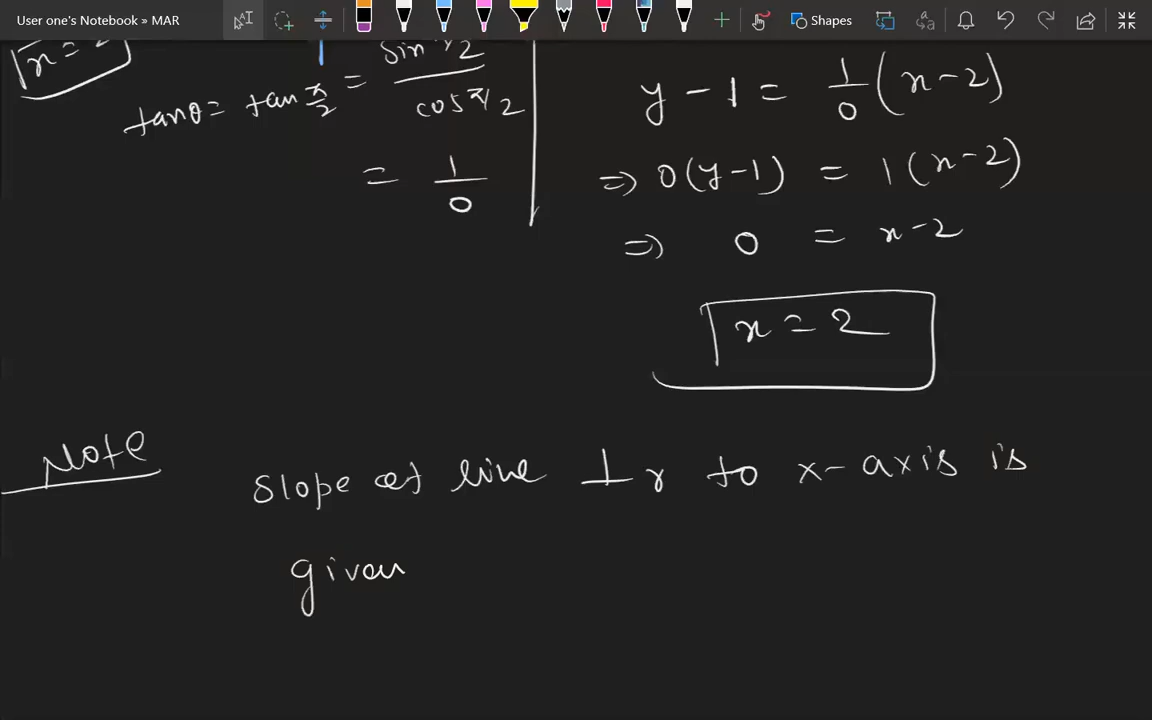 User one's Notebook » MAR
Shapes
x = 2
tanθ = tan π/2 = sin π/2 / cos π/2
= 1/0
y - 1 = 1/0 (x - 2)
⇒ 0(y - 1) = 1(x - 2)
⇒ 0 = x - 2
x = 2
Note
Slope of line ⊥r to x-axis is
given